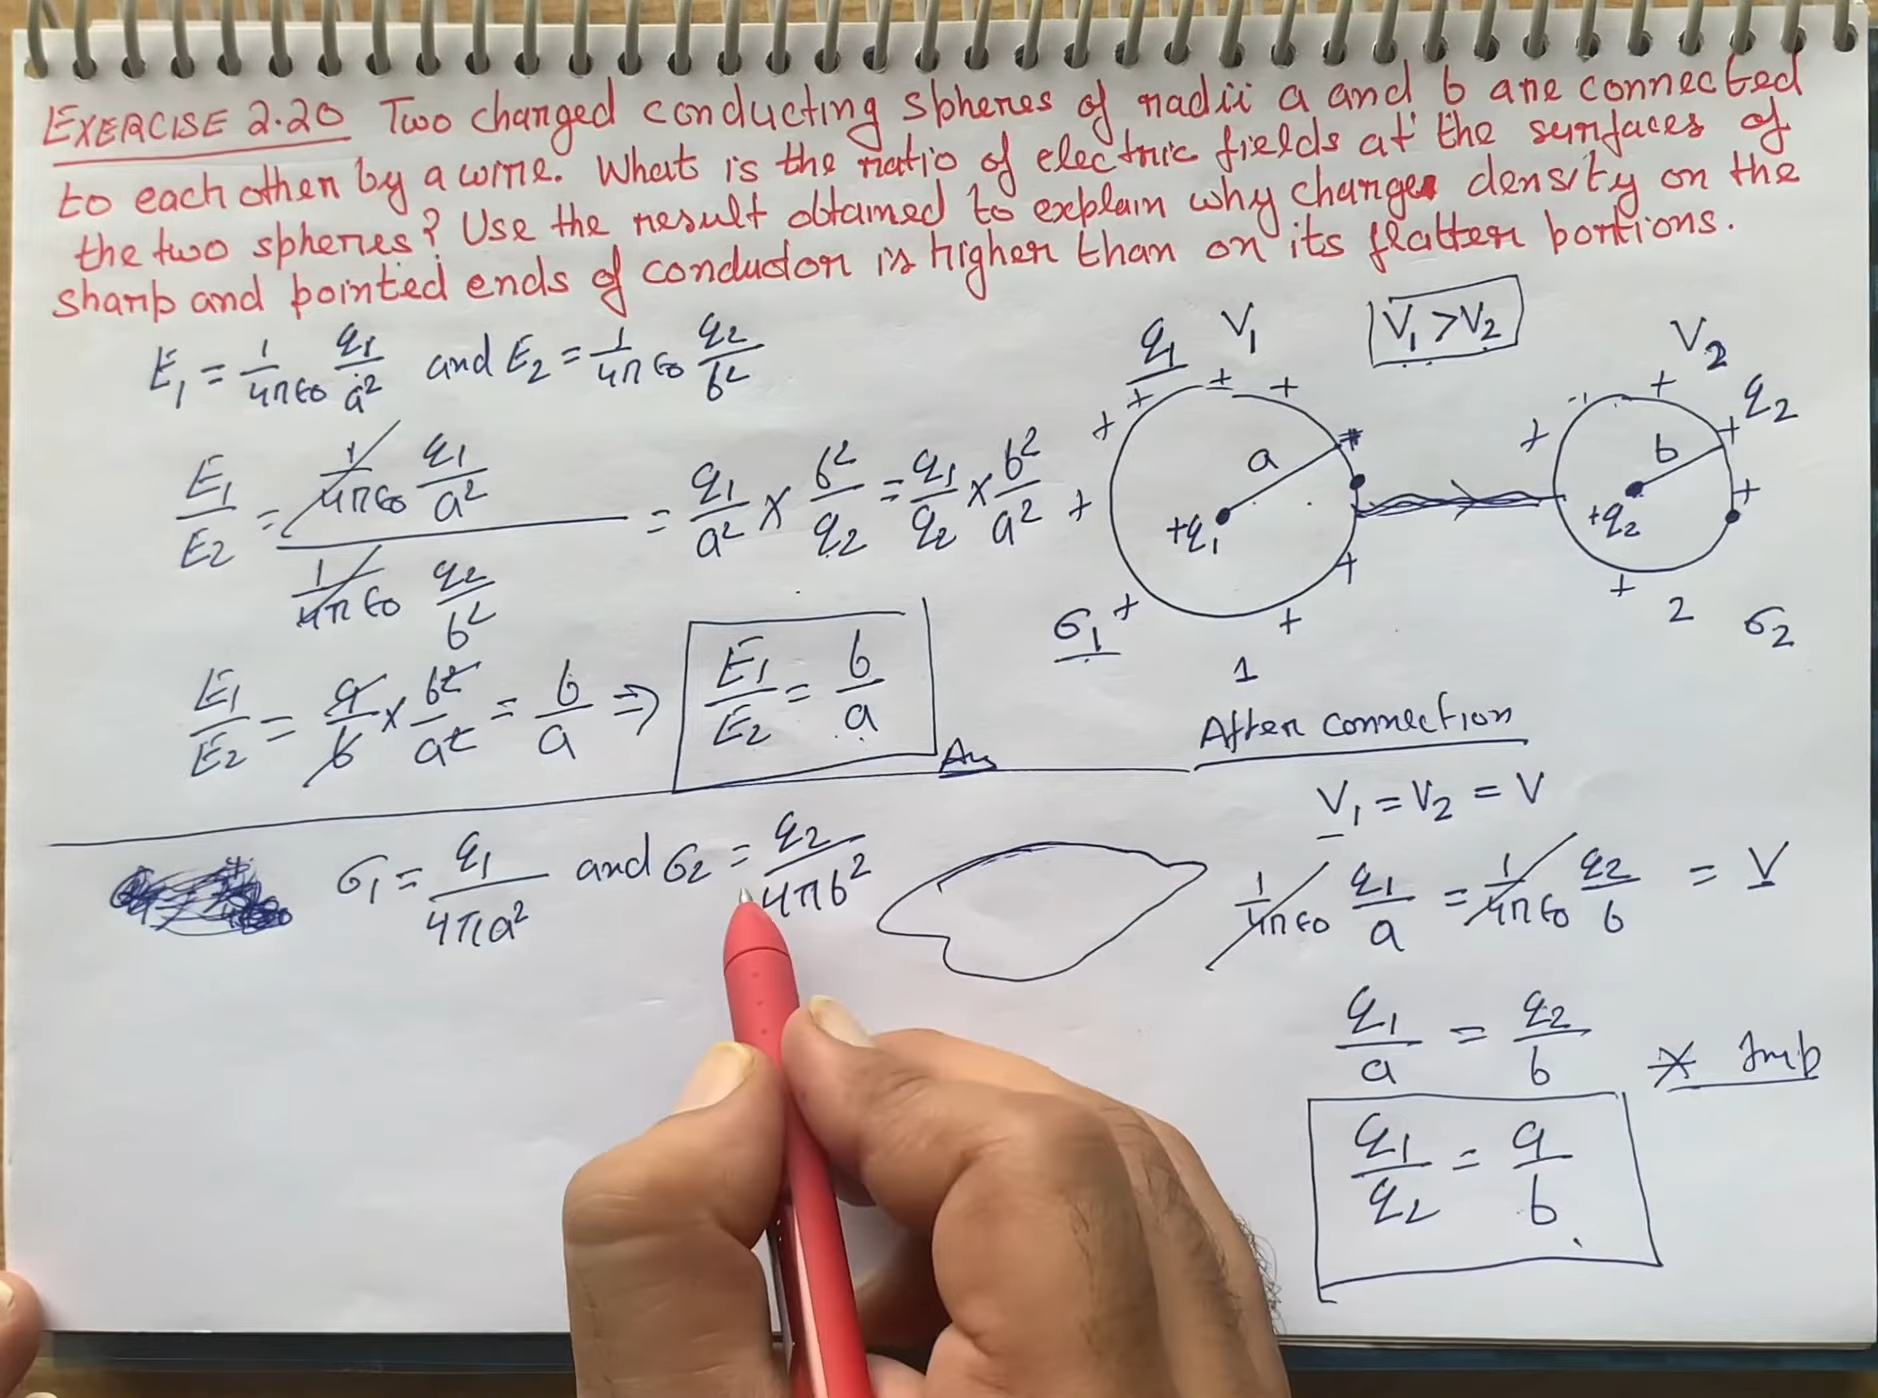 EXERCISE 2.20 Two charged conducting spheres of radii a and b are connected
to each other by a wire. What is the ratio of electric fields at the surfaces of
the two spheres? Use the result obtained to explain why charge density on the
sharp and pointed ends of conductor is higher than on its flatter portions.
E₁ = 1/4πε₀ q₁/a² and E₂ = 1/4πε₀ q₂/b²
E₁/E₂ = (1/4πε₀ q₁/a²)/(1/4πε₀ q₂/b²) = q₁/a² × b²/q₂ = q₁/q₂ × b²/a²
E₁/E₂ = a/b × b²/a² = b/a ⇒ E₁/E₂ = b/a
Ans
σ₁ = q₁/4πa² and σ₂ = q₂/4πb²
q₁ V₁
V₁ > V₂
V₂
q₂
+ + + +
+ + + +
a
+q₁
+ + + +
b
+q₂
+
σ₁
1
2
σ₂
After connection
V₁ = V₂ = V
1/4πε₀ q₁/a = 1/4πε₀ q₂/b = V
q₁/a = q₂/b
* Imp
q₁/q₂ = a/b